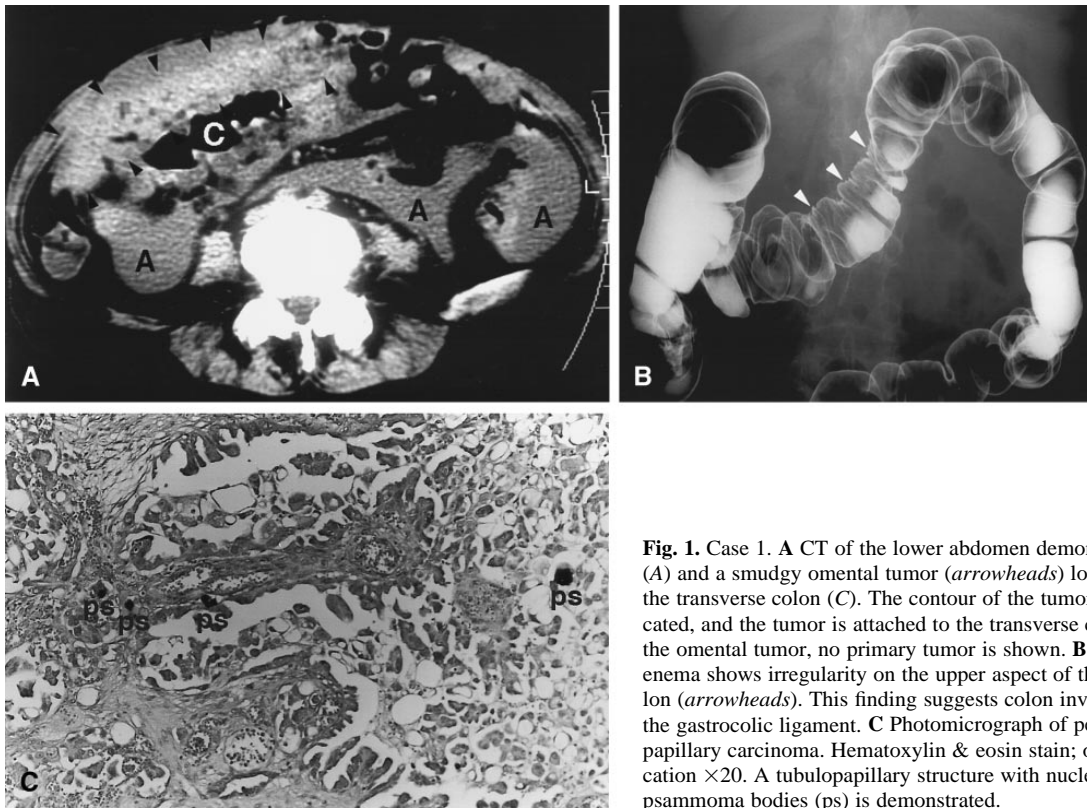 C
A
A
A
A
B
ps
ps
ps
ps
C
Fig. 1. Case 1. A CT of the lower abdomen demon
(A) and a smudgy omental tumor (arrowheads) lo
the transverse colon (C). The contour of the tumor
cated, and the tumor is attached to the transverse c
the omental tumor, no primary tumor is shown. B
enema shows irregularity on the upper aspect of th
lon (arrowheads). This finding suggests colon inv
the gastrocolic ligament. C Photomicrograph of pe
papillary carcinoma. Hematoxylin & eosin stain; o
cation ×20. A tubulopapillary structure with nucle
psammoma bodies (ps) is demonstrated.